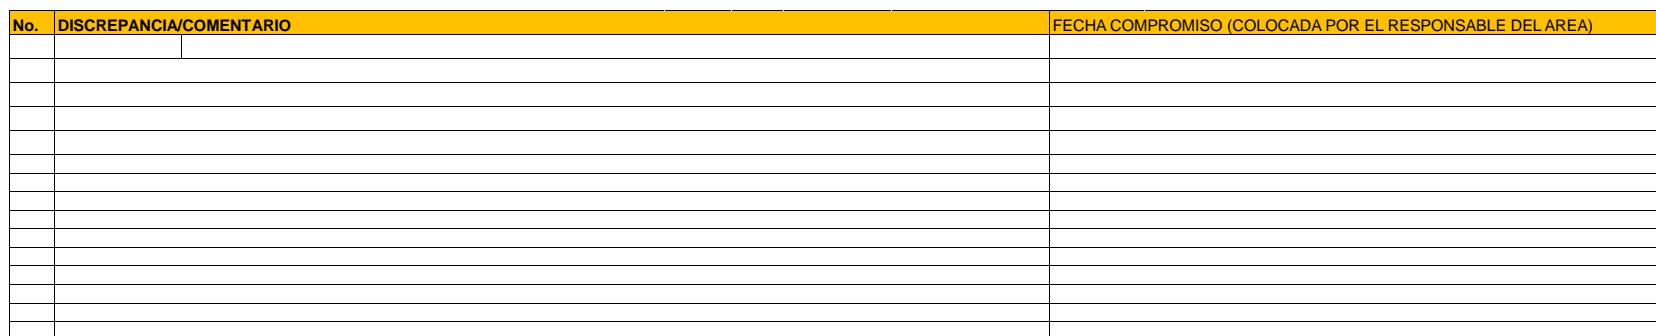 No. DISCREPANCIA/COMENTARIO FECHA COMPROMISO (COLOCADA POR EL RESPONSABLE DEL AREA)